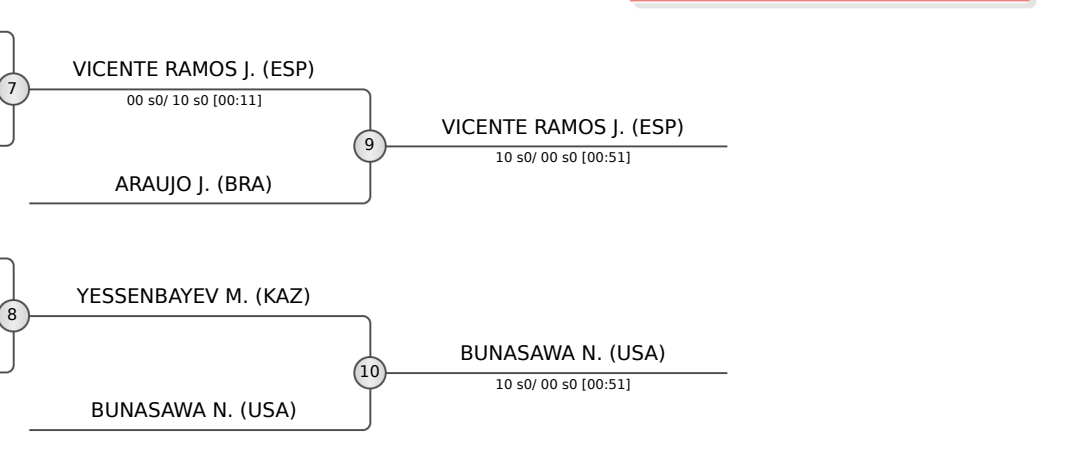 VICENTE RAMOS J. (ESP)
7
00 s0/ 10 s0 [00:11]
VICENTE RAMOS J. (ESP)
9
10 s0/ 00 s0 [00:51]
ARAUJO J. (BRA)
YESSENBAYEV M. (KAZ)
8
BUNASAWA N. (USA)
10
10 s0/ 00 s0 [00:51]
BUNASAWA N. (USA)